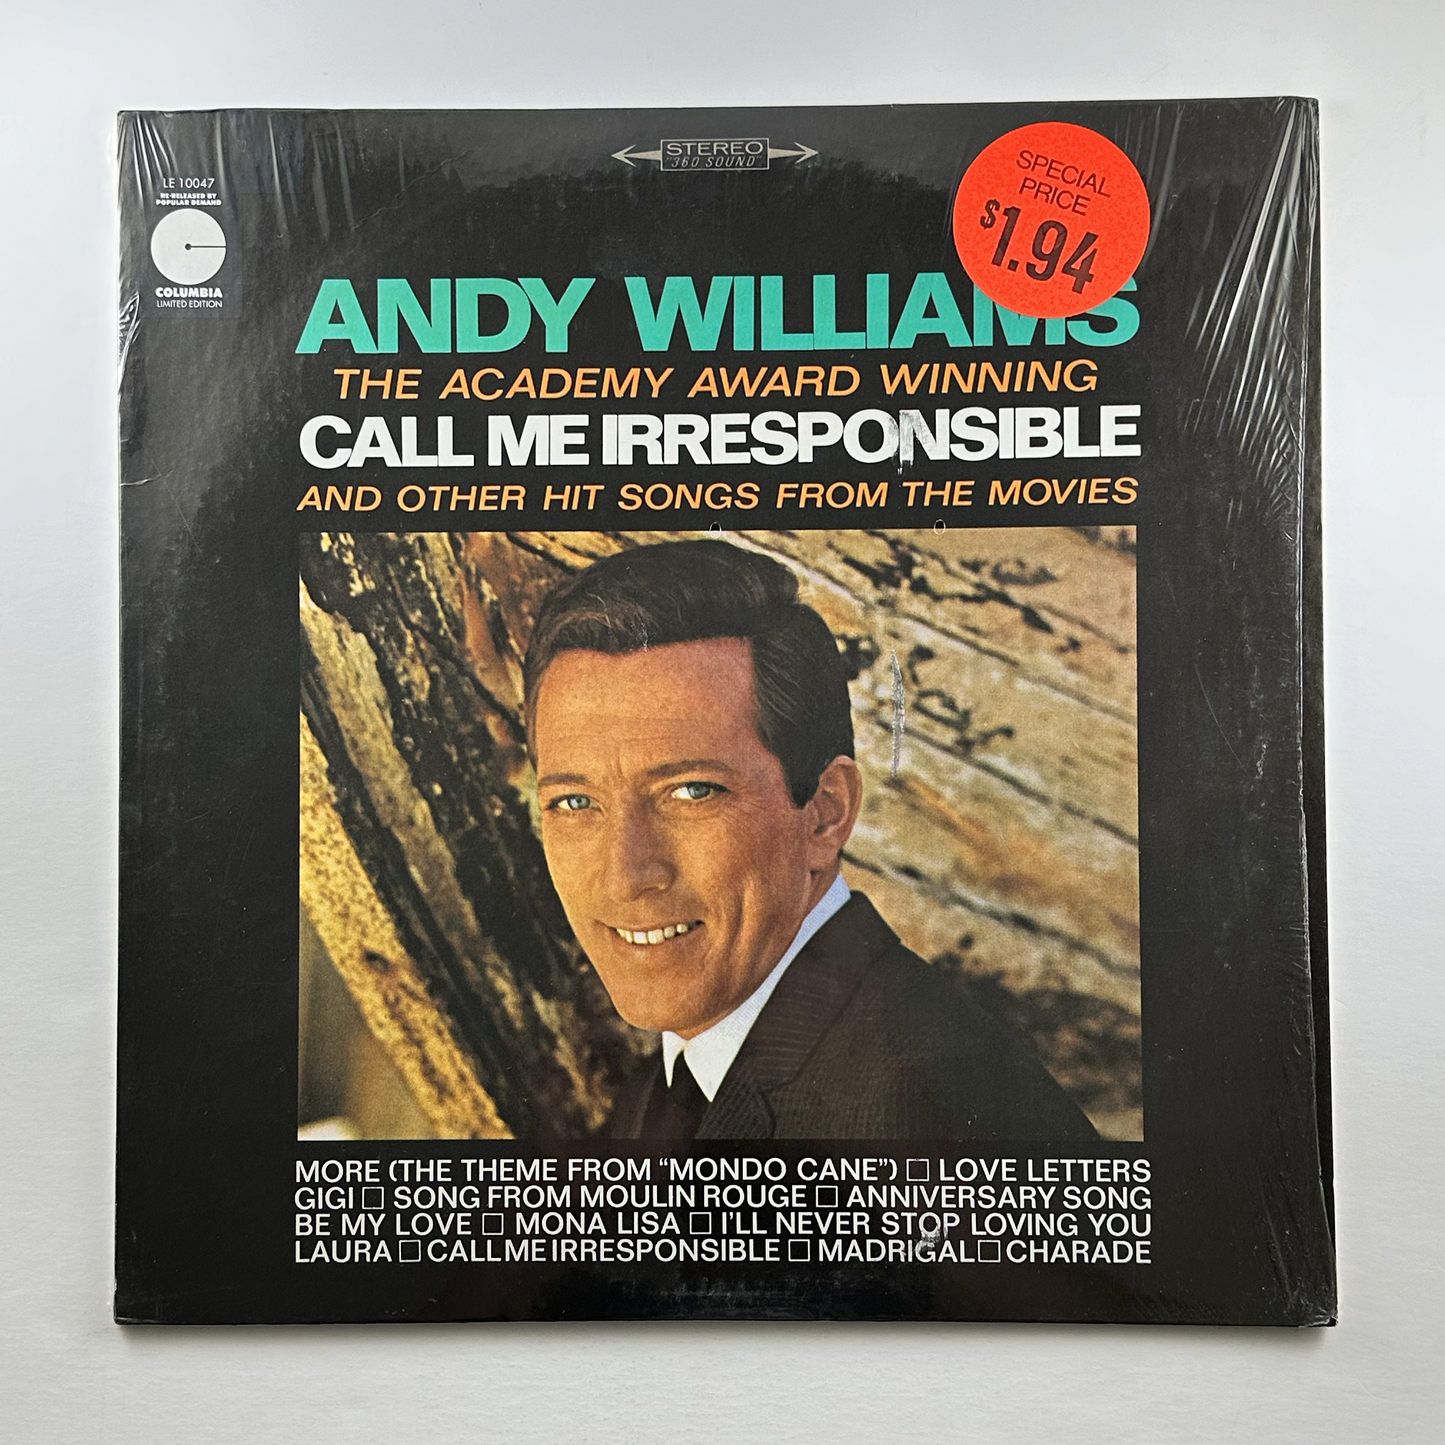 STEREO
"360 SOUND"
LE 10047
RE-RELEASED BY
POPULAR DEMAND
COLUMBIA
LIMITED EDITION
SPECIAL
PRICE
$1.94
ANDY WILLIAMS
THE ACADEMY AWARD WINNING
CALL ME IRRESPONSIBLE
AND OTHER HIT SONGS FROM THE MOVIES
MORE (THE THEME FROM “MONDO CANE”) □ LOVE LETTERS
GIGI □ SONG FROM MOULIN ROUGE □ ANNIVERSARY SONG
BE MY LOVE □ MONA LISA □ I'LL NEVER STOP LOVING YOU
LAURA □ CALL ME IRRESPONSIBLE □ MADRIGAL □ CHARADE